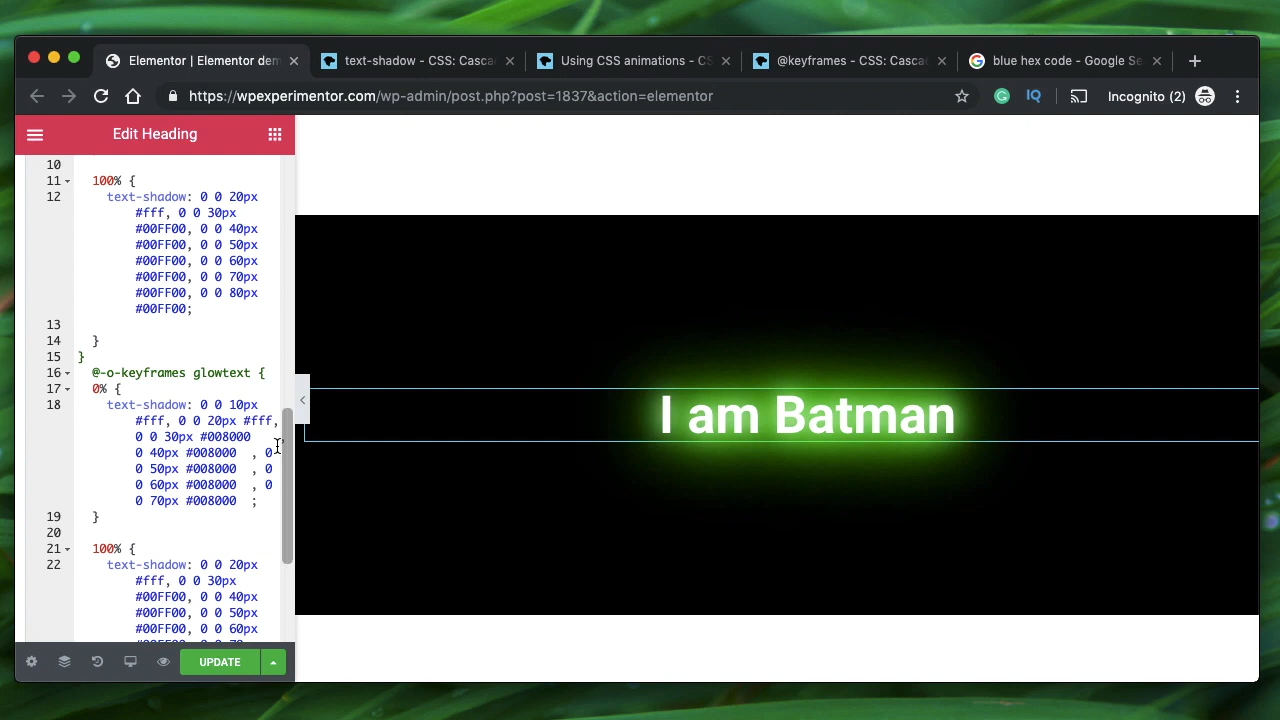 Elementor | Elementor dem
text-shadow - CSS: Casca
Using CSS animations - CS
@keyframes - CSS: Casca
blue hex code - Google Se
https://wpexperimentor.com/wp-admin/post.php?post=1837&action=elementor
IQ
Incognito (2)
Edit Heading
10
11 100% {
12 text-shadow: 0 0 20px
#fff, 0 0 30px
#00FF00, 0 0 40px
#00FF00, 0 0 50px
#00FF00, 0 0 60px
#00FF00, 0 0 70px
#00FF00, 0 0 80px
#00FF00;
13
14 }
15 }
16 @-o-keyframes glowtext {
17 0% {
18 text-shadow: 0 0 10px
#fff, 0 0 20px #fff,
0 0 30px #008000 ,
0 40px #008000 , 0
0 50px #008000 , 0
0 60px #008000 , 0
0 70px #008000 ;
19 }
20
21 100% {
22 text-shadow: 0 0 20px
#fff, 0 0 30px
#00FF00, 0 0 40px
#00FF00, 0 0 50px
#00FF00, 0 0 60px
I am Batman
UPDATE